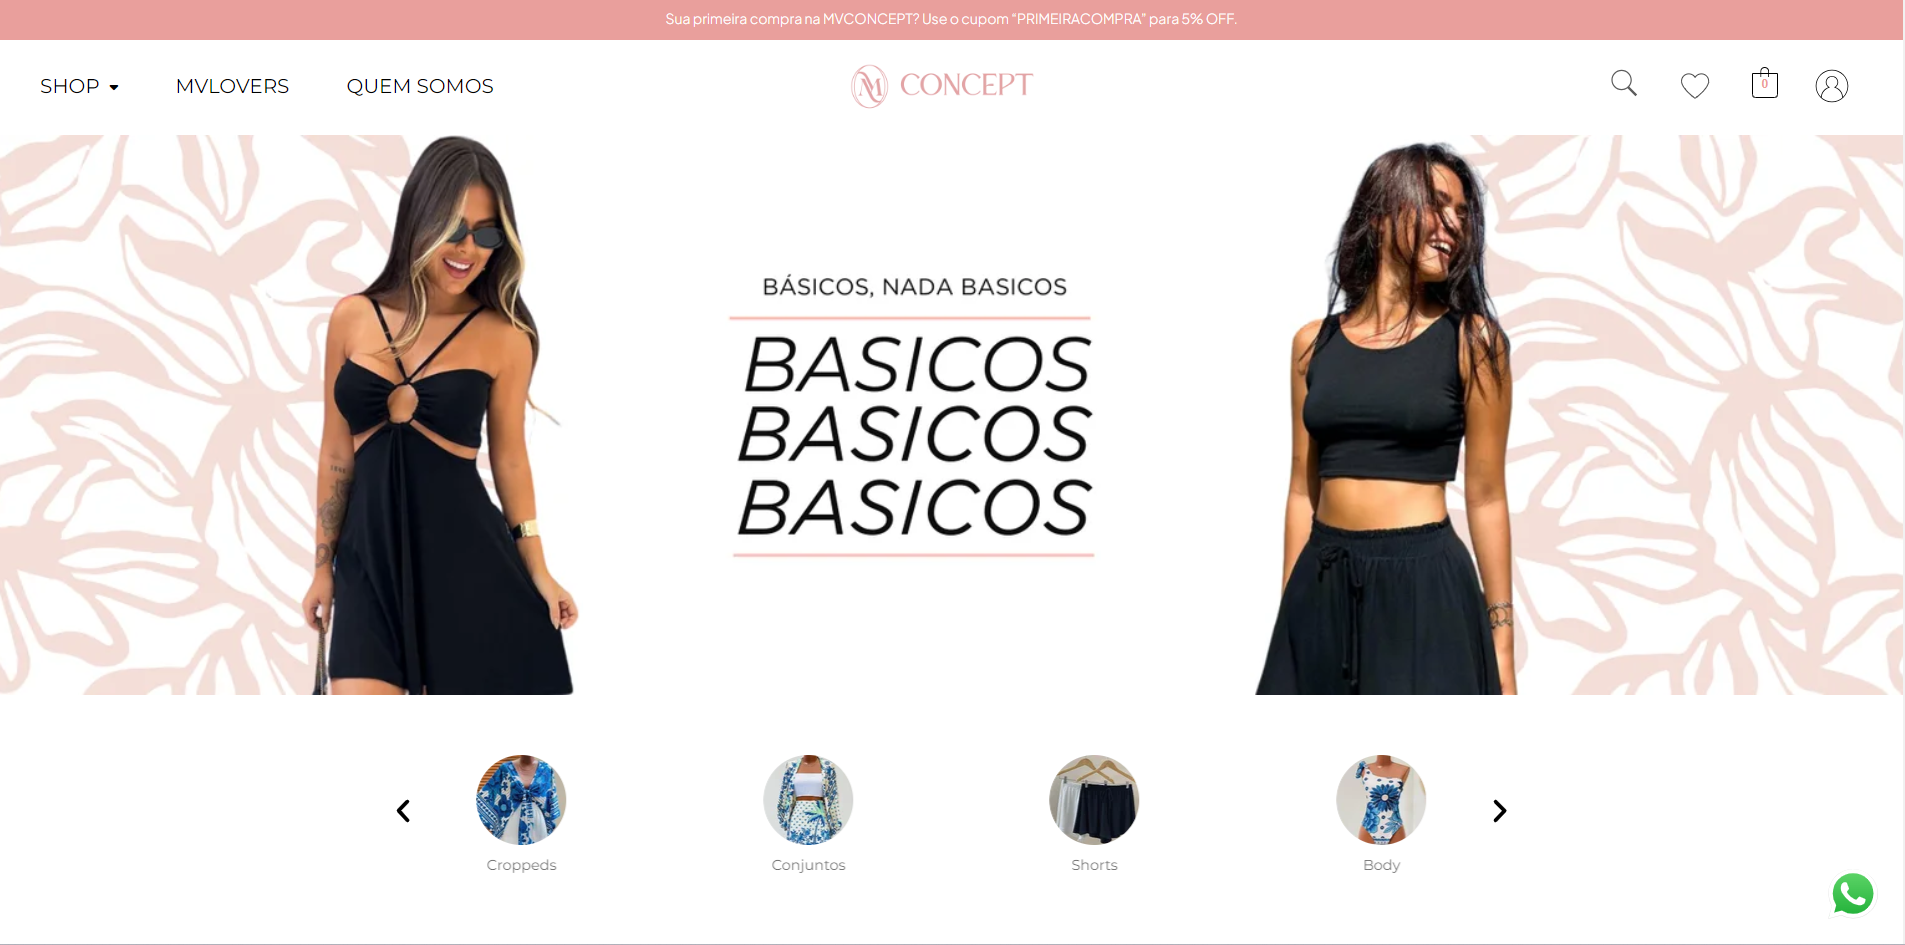 Sua primeira compra na MVCONCEPT? Use o cupom "PRIMEIRACOMPRA" para 5% OFF.
SHOP
MVLOVERS
QUEM SOMOS
M CONCEPT
0
BÁSICOS, NADA BASICOS
BASICOS
BASICOS
BASICOS
Croppeds
Conjuntos
Shorts
Body